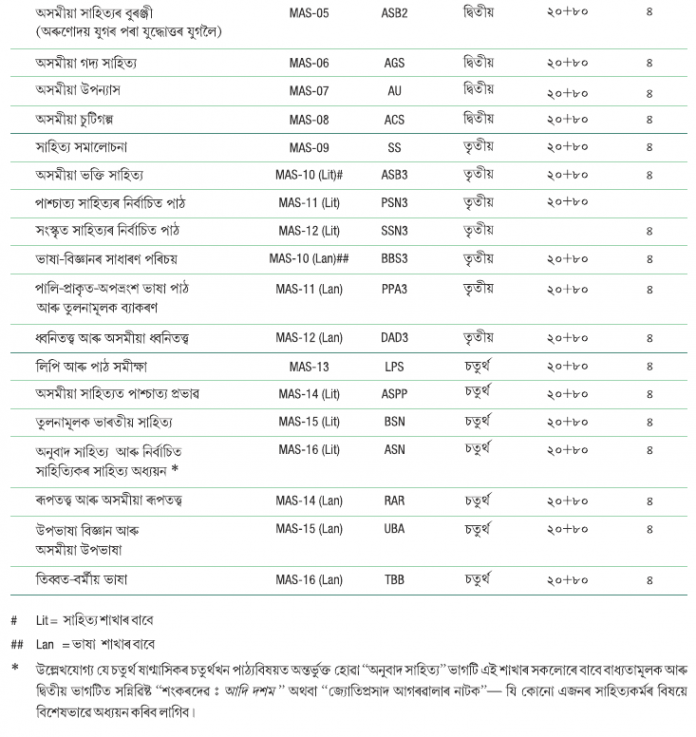 অসমীয়া সাহিত্যৰ বুৰঞ্জী MAS-05 ASB2 দ্বিতীয় ২০+৮০ ৪
(অৰুণোদয় যুগৰ পৰা যুদ্ধোত্তৰ যুগলৈ)
অসমীয়া গদ্য সাহিত্য MAS-06 AGS দ্বিতীয় ২০+৮০ ৪
অসমীয়া উপন্যাস MAS-07 AU দ্বিতীয় ২০+৮০ ৪
অসমীয়া চুটিগল্প MAS-08 ACS দ্বিতীয় ২০+৮০ ৪
সাহিত্য সমালোচনা MAS-09 SS তৃতীয় ২০+৮০ ৪
অসমীয়া ভক্তি সাহিত্য MAS-10 (Lit)# ASB3 তৃতীয় ২০+৮০ ৪
পাশ্চাত্য সাহিত্যৰ নিৰ্বাচিত পাঠ MAS-11 (Lit) PSN3 তৃতীয় ২০+৮০
সংস্কৃত সাহিত্যৰ নিৰ্বাচিত পাঠ MAS-12 (Lit) SSN3 তৃতীয় ৪
ভাষা-বিজ্ঞানৰ সাধাৰণ পৰিচয় MAS-10 (Lan)## BBS3 তৃতীয় ২০+৮০ ৪
পালি-প্ৰাকৃত-অপভ্ৰংশ ভাষা পাঠ MAS-11 (Lan) PPA3 তৃতীয় ২০+৮০ ৪
আৰু তুলনামূলক ব্যাকৰণ
ধ্বনিতত্ত্ব আৰু অসমীয়া ধ্বনিতত্ত্ব MAS-12 (Lan) DAD3 তৃতীয় ২০+৮০ ৪
লিপি আৰু পাঠ সমীক্ষা MAS-13 LPS চতুৰ্থ ২০+৮০ ৪
অসমীয়া সাহিত্যত পাশ্চাত্য প্ৰভাৱ MAS-14 (Lit) ASPP চতুৰ্থ ২০+৮০ ৪
তুলনামূলক ভাৰতীয় সাহিত্য MAS-15 (Lit) BSN চতুৰ্থ ২০+৮০ ৪
অনুবাদ সাহিত্য আৰু নিৰ্বাচিত MAS-16 (Lit) ASN চতুৰ্থ ২০+৮০ ৪
সাহিত্যিকৰ সাহিত্য অধ্যয়ন *
ৰূপতত্ত্ব আৰু অসমীয়া ৰূপতত্ত্ব MAS-14 (Lan) RAR চতুৰ্থ ২০+৮০ ৪
উপভাষা বিজ্ঞান আৰু MAS-15 (Lan) UBA চতুৰ্থ ২০+৮০ ৪
অসমীয়া উপভাষা
তিব্বত-বৰ্মীয় ভাষা MAS-16 (Lan) TBB চতুৰ্থ ২০+৮০ ৪
# Lit = সাহিত্য শাখাৰ বাবে
## Lan = ভাষা শাখাৰ বাবে
* উল্লেখযোগ্য যে চতুৰ্থ ষাণ্মাসিকৰ চতুৰ্থখন পাঠ্যবিষয়ত অন্তৰ্ভুক্ত হোৱা “অনুবাদ সাহিত্য” ভাগটি এই শাখাৰ সকলোৰে বাবে বাধ্যতামূলক আৰু
দ্বিতীয় ভাগটিত সন্নিৱিষ্ট “শংকৰদেৱ ঃ আদি দশম” অথবা “জ্যোতিপ্ৰসাদ আগৰৱালাৰ নাটক”— যি কোনো এজনৰ সাহিত্যকৰ্মৰ বিষয়ে
বিশেষভাৱে অধ্যয়ন কৰিব লাগিব।